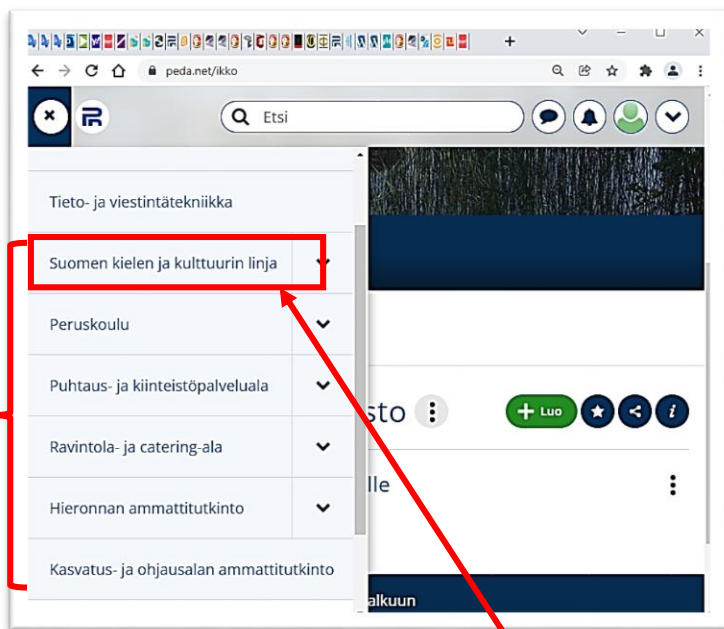 peda.net/ikko
Etsi
Tieto- ja viestintätekniikka
Suomen kielen ja kulttuurin linja
Peruskoulu
Puhtaus- ja kiinteistöpalveluala
sto
+ Luo
Ravintola- ja catering-ala
lle
Hieronnan ammattitutkinto
Kasvatus- ja ohjausalan ammattitutkinto
alkuun